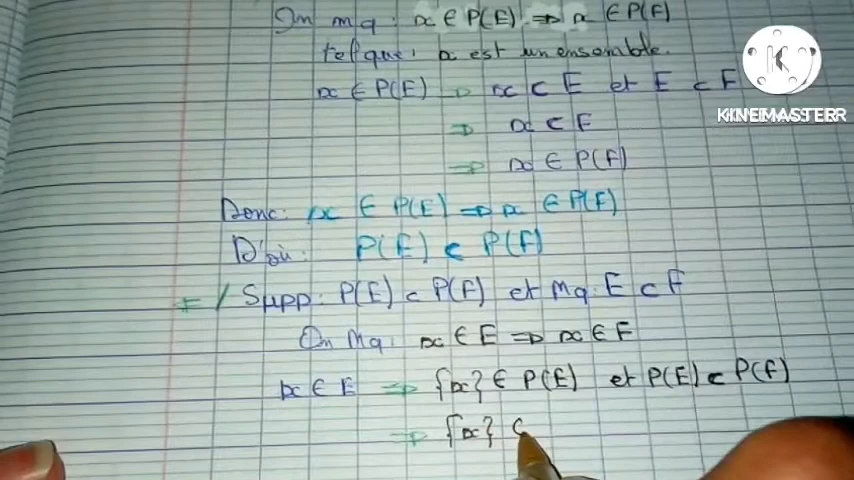 On mq: x ∈ P(E) ⇒ x ∈ P(F)
tel que: x est un ensemble.
x ∈ P(E) ⇒ x ⊂ E et E ⊂ F
⇒ x ⊂ F
⇒ x ∈ P(F)
Donc: x ∈ P(E) ⇒ x ∈ P(F)
D'où: P(E) ⊂ P(F)
⇐/ Supp: P(E) ⊂ P(F) et Mq: E ⊂ F
On Mq: x ∈ E ⇒ x ∈ F
x ∈ E ⇒ {x} ∈ P(E) et P(E) ⊂ P(F)
⇒ {x}
K
KINEMASTER